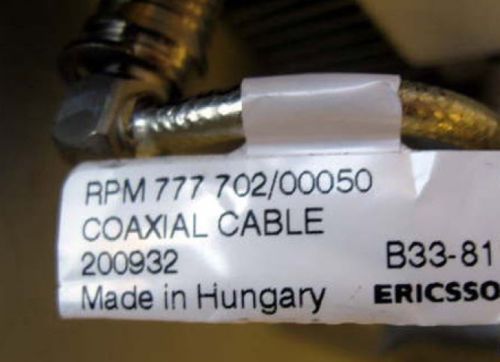 RPM 777 702/00050
COAXIAL CABLE
200932 B33-81
Made in Hungary ERICSSO